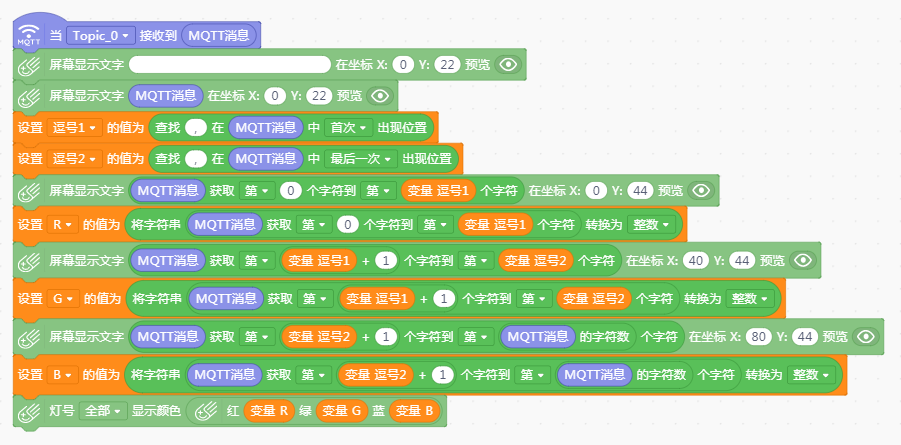 MQTT 当 Topic_0 接收到 MQTT消息
屏幕显示文字 在坐标 X: 0 Y: 22 预览
屏幕显示文字 MQTT消息 在坐标 X: 0 Y: 22 预览
设置 逗号1 的值为 查找 , 在 MQTT消息 中 首次 出现位置
设置 逗号2 的值为 查找 , 在 MQTT消息 中 最后一次 出现位置
屏幕显示文字 MQTT消息 获取 第 0 个字符到 第 变量 逗号1 个字符 在坐标 X: 0 Y: 44 预览
设置 R 的值为 将字符串 MQTT消息 获取 第 0 个字符到 第 变量 逗号1 个字符 转换为 整数
屏幕显示文字 MQTT消息 获取 第 变量 逗号1 + 1 个字符到 第 变量 逗号2 个字符 在坐标 X: 40 Y: 44 预览
设置 G 的值为 将字符串 MQTT消息 获取 第 变量 逗号1 + 1 个字符到 第 变量 逗号2 个字符 转换为 整数
屏幕显示文字 MQTT消息 获取 第 变量 逗号2 + 1 个字符到 第 MQTT消息 的字符数 个字符 在坐标 X: 80 Y: 44 预览
设置 B 的值为 将字符串 MQTT消息 获取 第 变量 逗号2 + 1 个字符到 第 MQTT消息 的字符数 个字符 转换为 整数
灯号 全部 显示颜色 红 变量 R 绿 变量 G 蓝 变量 B